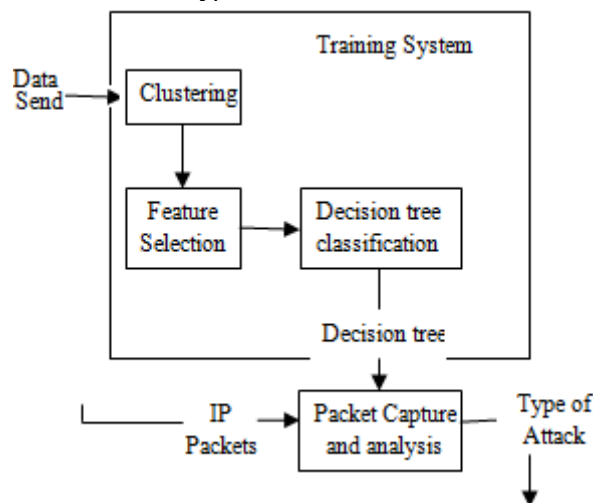 Training System
Data
Send
Clustering
Feature
Selection
Decision tree
classification
Decision tree
IP
Packets
Packet Capture
and analysis
Type of
Attack